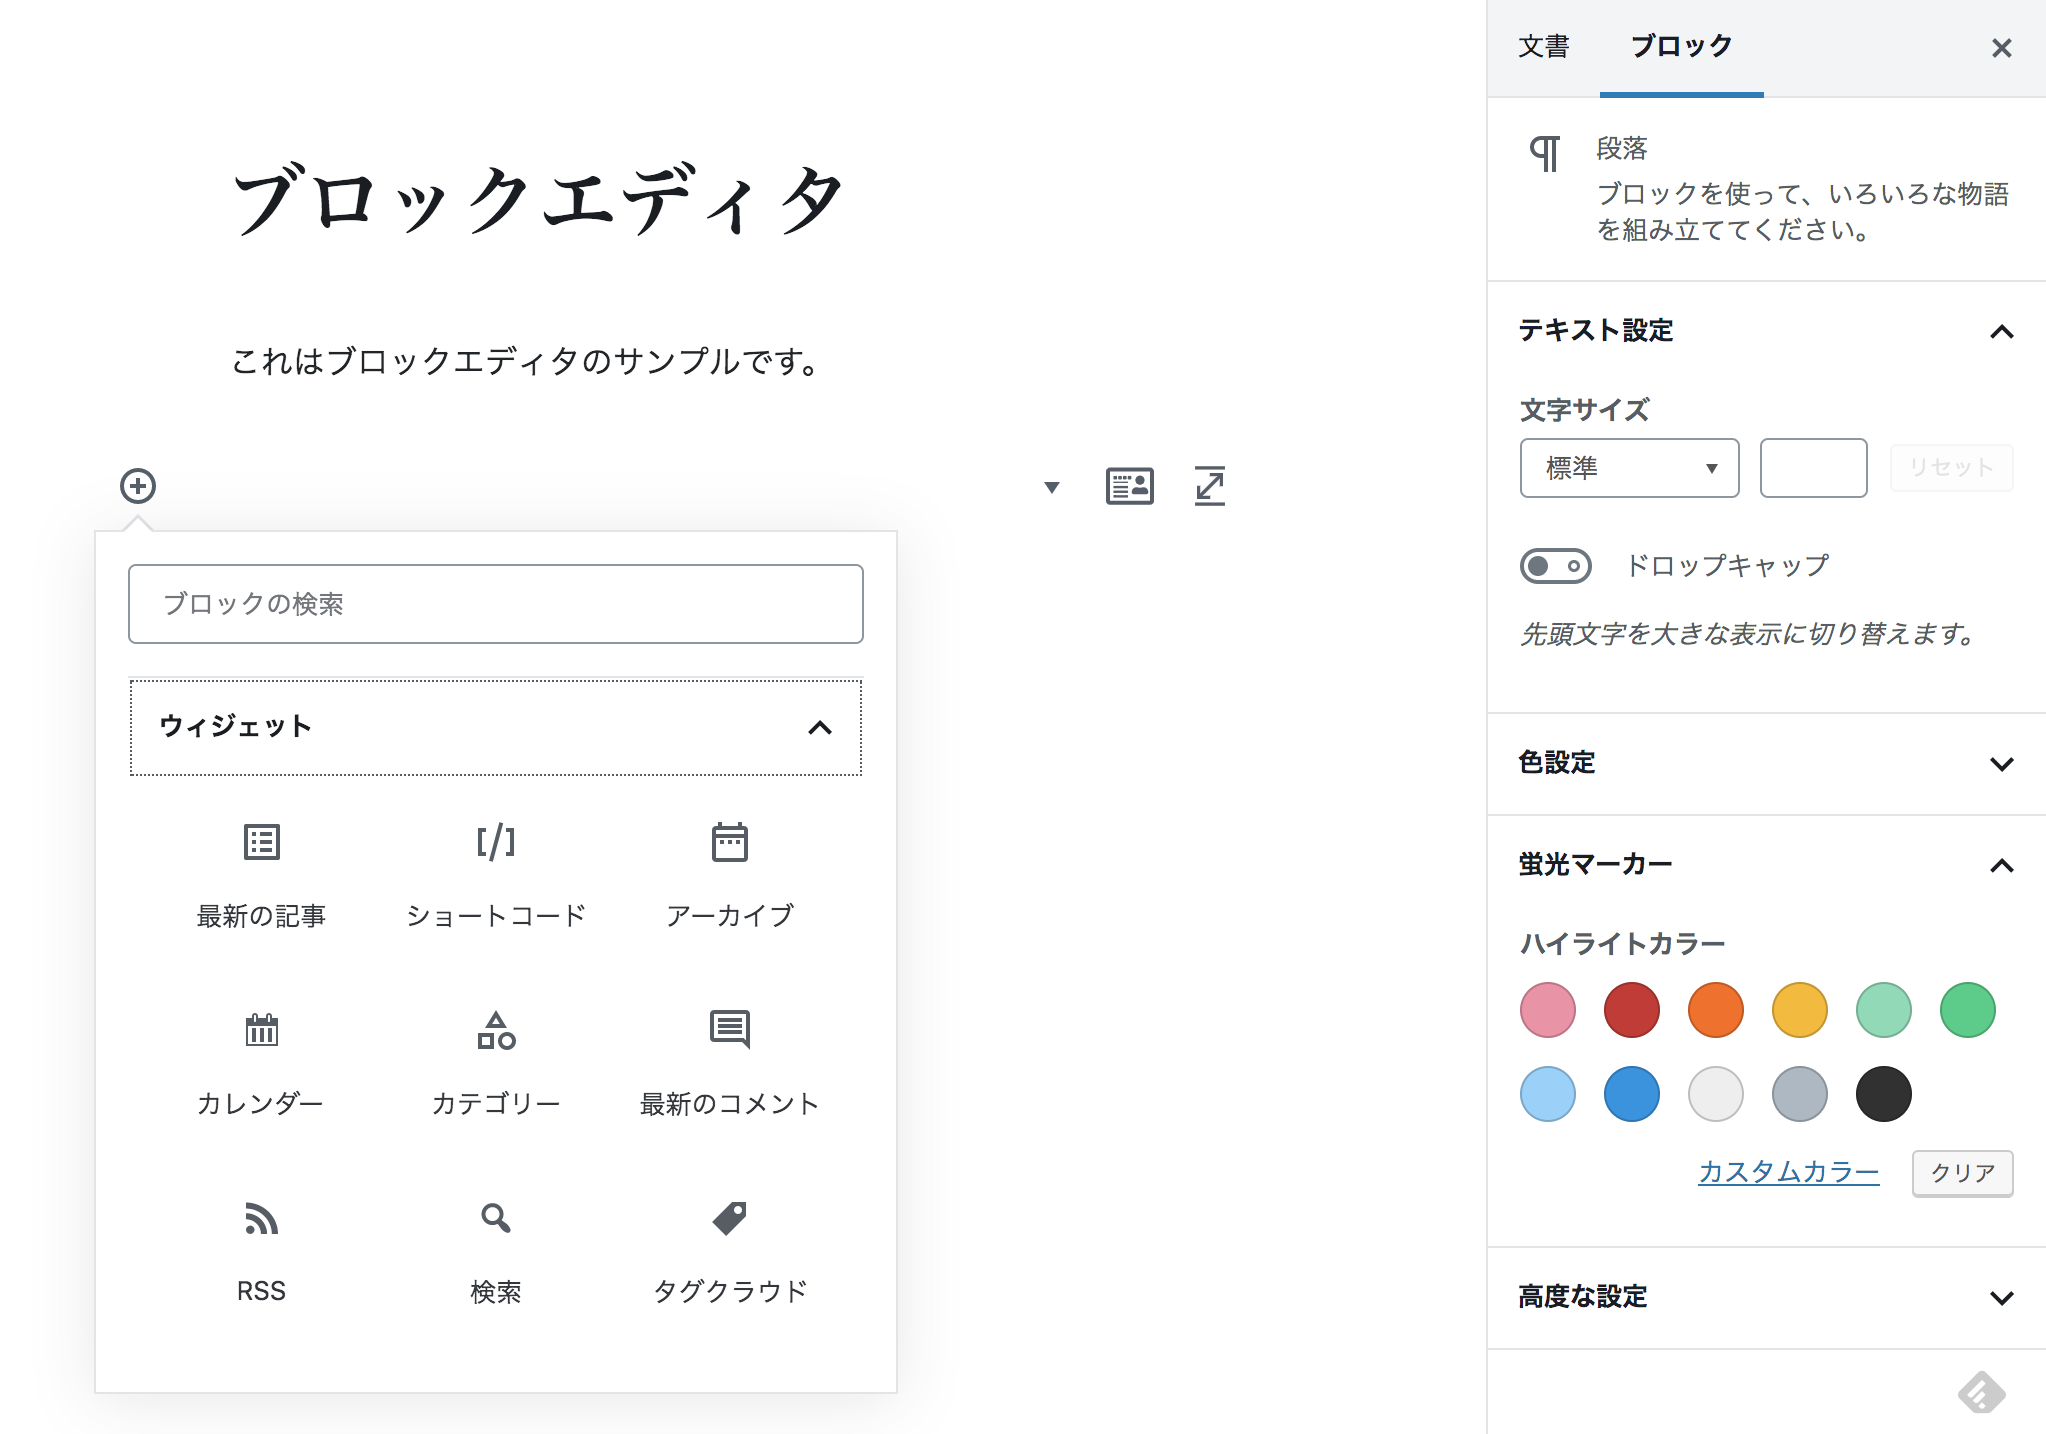 ブロックエディタ
これはブロックエディタのサンプルです。
ブロックの検索
ウィジェット
最新の記事
ショートコード
アーカイブ
カレンダー
カテゴリー
最新のコメント
RSS
検索
タグクラウド
文書
ブロック
段落
ブロックを使って、いろいろな物語
を組み立ててください。
テキスト設定
文字サイズ
標準
リセット
ドロップキャップ
先頭文字を大きな表示に切り替えます。
色設定
蛍光マーカー
ハイライトカラー
カスタムカラー
クリア
高度な設定